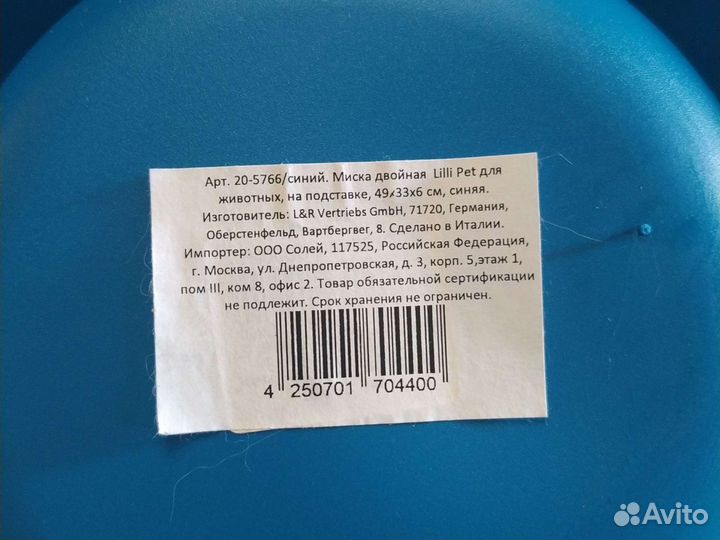 Арт. 20-5766/синий. Миска двойная Lilli Pet для
животных, на подставке, 49x33x6 см, синяя.
Изготовитель: L&R Vertriebs GmbH, 71720, Германия,
Оберстенфельд, Вартбергвег, 8. Сделано в Италии.
Импортер: ООО Солей, 117525, Российская Федерация,
г. Москва, ул. Днепропетровская, д. 3, корп. 5,этаж 1,
пом III, ком 8, офис 2. Товар обязательной сертификации
не подлежит. Срок хранения не ограничен.
4 250701 704400
Avito